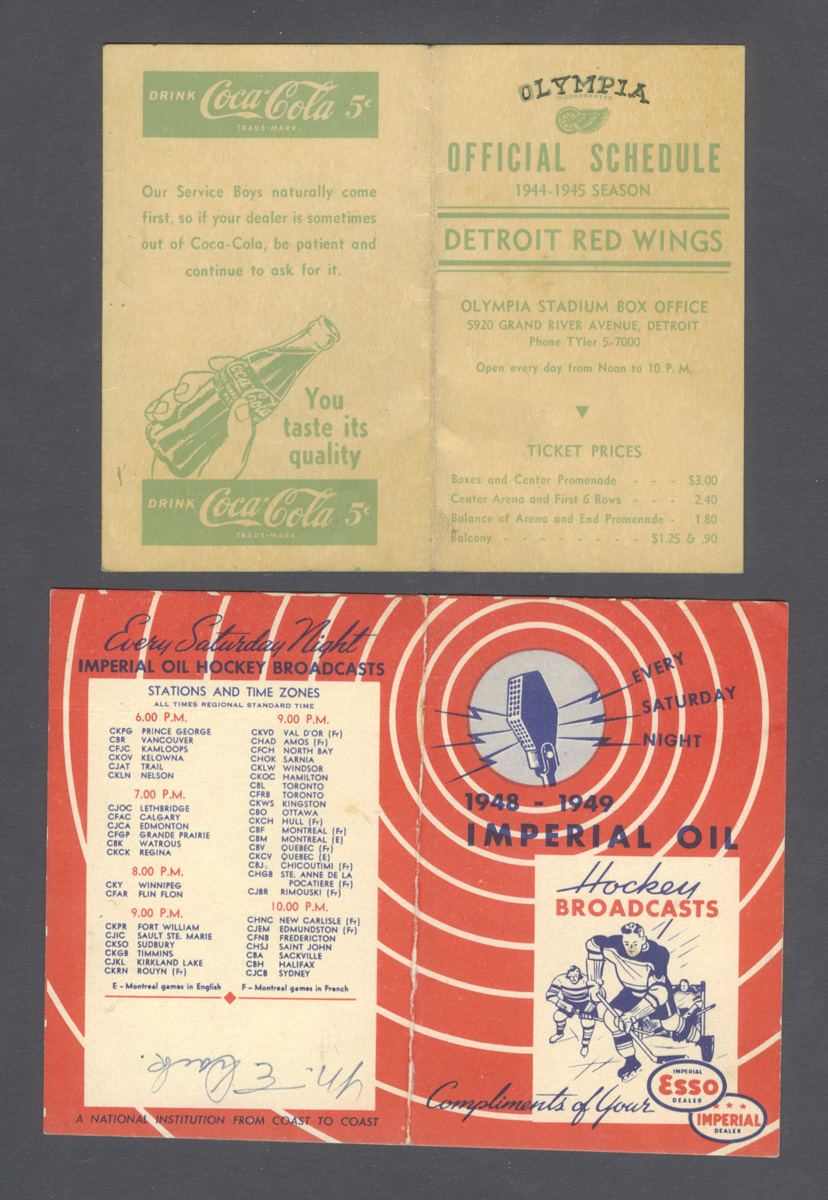 DRINK Coca-Cola 5¢
TRADE-MARK
Our Service Boys naturally come
first, so if your dealer is sometimes
out of Coca-Cola, be patient and
continue to ask for it.
Coca-Cola
You
taste its
quality
DRINK Coca-Cola 5¢
TRADE-MARK
OLYMPIA
INCORPORATED
OFFICIAL SCHEDULE
1944-1945 SEASON
DETROIT RED WINGS
OLYMPIA STADIUM BOX OFFICE
5920 GRAND RIVER AVENUE, DETROIT
Phone TYler 5-7000
Open every day from Noon to 10 P. M.
TICKET PRICES
Boxes and Center Promenade - - - $3.00
Center Arena and First 6 Rows - - - 2.40
Balance of Arena and End Promenade - 1.80
Balcony - - - - - - - - - $1.25 & .90
Every Saturday Night
IMPERIAL OIL HOCKEY BROADCASTS
STATIONS AND TIME ZONES
ALL TIMES REGIONAL STANDARD TIME
6.00 P.M.
CKPG PRINCE GEORGE
CBR VANCOUVER
CFJC KAMLOOPS
CKOV KELOWNA
CJAT TRAIL
CKLN NELSON
7.00 P.M.
CJOC LETHBRIDGE
CFAC CALGARY
CJCA EDMONTON
CFGP GRANDE PRAIRIE
CBK WATROUS
CKCK REGINA
8.00 P.M.
CKY WINNIPEG
CFAR FLIN FLON
9.00 P.M.
CKPR FORT WILLIAM
CJIC SAULT STE. MARIE
CKSO SUDBURY
CKGB TIMMINS
CJKL KIRKLAND LAKE
CKRN ROUYN (Fr)
9.00 P.M.
CKVD VAL D'OR (Fr)
CHAD AMOS (Fr)
CFCH NORTH BAY
CHOK SARNIA
CKLW WINDSOR
CKOC HAMILTON
CBL TORONTO
CFRB TORONTO
CKWS KINGSTON
CBO OTTAWA
CKCH HULL (Fr)
CBF MONTREAL (Fr)
CBM MONTREAL (E)
CBV QUEBEC (Fr)
CKCV QUEBEC (E)
CBJ CHICOUTIMI (Fr)
CHGB STE. ANNE DE LA
POCATIERE (Fr)
CJBR RIMOUSKI (Fr)
10.00 P.M.
CHNC NEW CARLISLE (Fr)
CJEM EDMUNDSTON (Fr)
CFNB FREDERICTON
CHSJ SAINT JOHN
CBA SACKVILLE
CBH HALIFAX
CJCB SYDNEY
E – Montreal games in English
F – Montreal games in French
A NATIONAL INSTITUTION FROM COAST TO COAST
EVERY
SATURDAY
NIGHT
1948 - 1949
IMPERIAL OIL
Hockey
BROADCASTS
Compliments of Your
IMPERIAL
ESSO
DEALER
IMPERIAL
DEALER